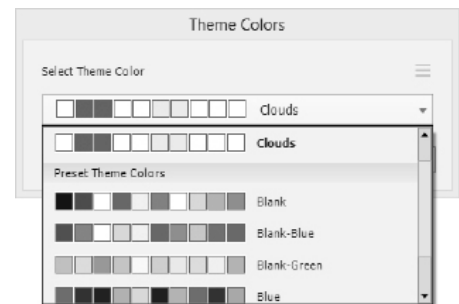 Theme Colors
Select Theme Color
Clouds
Clouds
Preset Theme Colors
Blank
Blank-Blue
Blank-Green
Blue